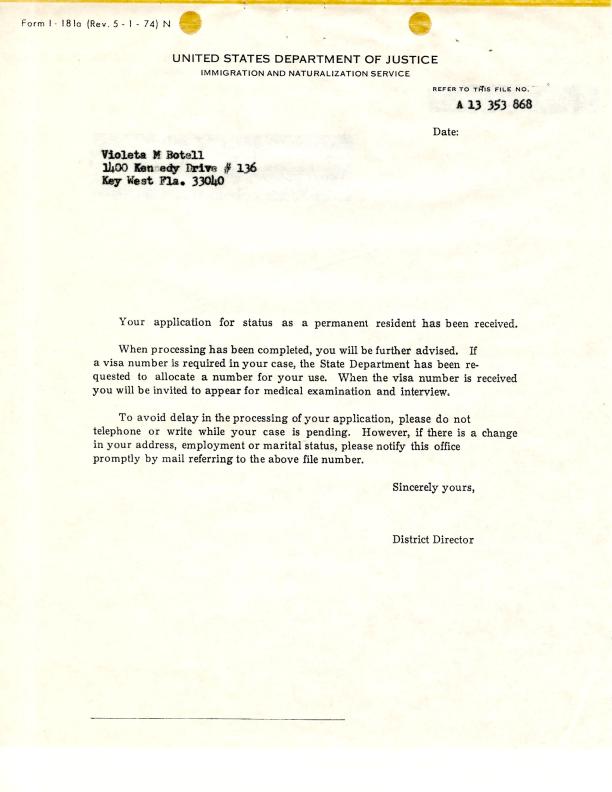 Form I - 181a (Rev. 5 - 1 - 74) N
UNITED STATES DEPARTMENT OF JUSTICE
IMMIGRATION AND NATURALIZATION SERVICE
REFER TO THIS FILE NO.
A 13 353 868
Date:
Violeta M Botell
1400 Kennedy Drive # 136
Key West Fla. 33040
Your application for status as a permanent resident has been received.
When processing has been completed, you will be further advised. If
a visa number is required in your case, the State Department has been re-
quested to allocate a number for your use. When the visa number is received
you will be invited to appear for medical examination and interview.
To avoid delay in the processing of your application, please do not
telephone or write while your case is pending. However, if there is a change
in your address, employment or marital status, please notify this office
promptly by mail referring to the above file number.
Sincerely yours,
District Director